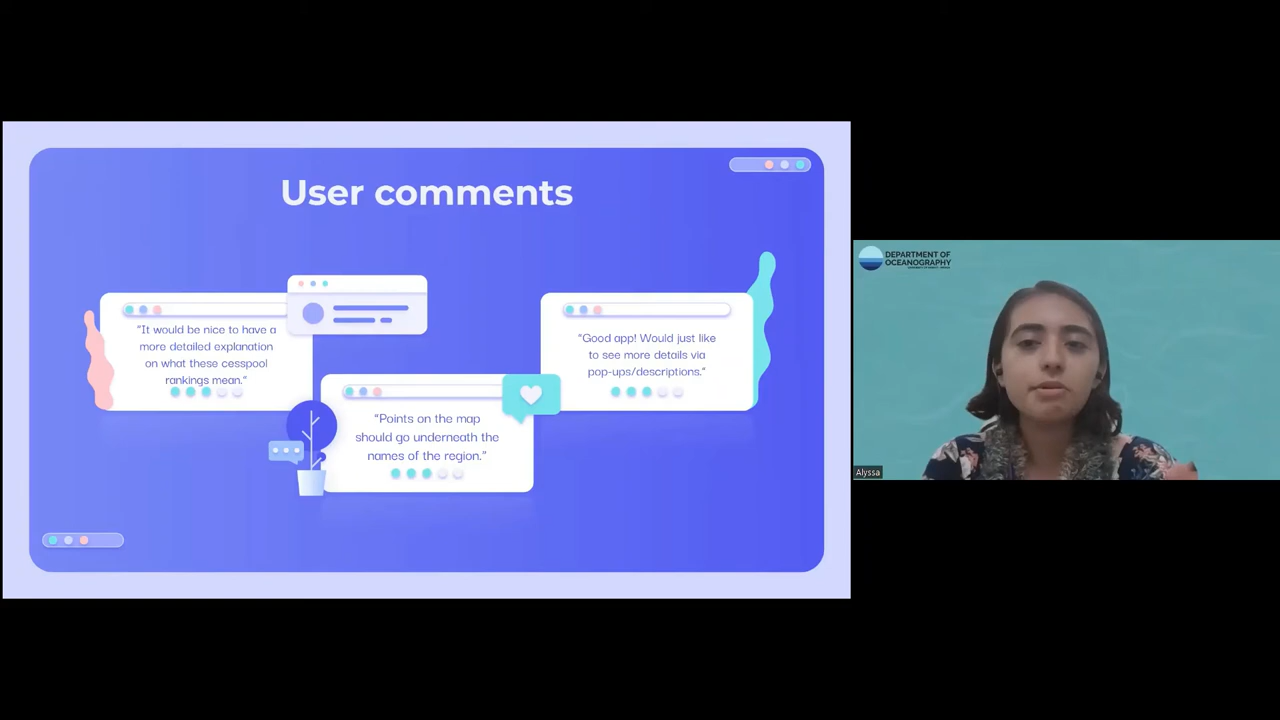 User comments
“It would be nice to have a
more detailed explanation
on what these cesspool
rankings mean.”
“Points on the map
should go underneath the
names of the region.”
“Good app! Would just like
to see more details via
pop-ups/descriptions.”
DEPARTMENT OF
OCEANOGRAPHY
Alyssa